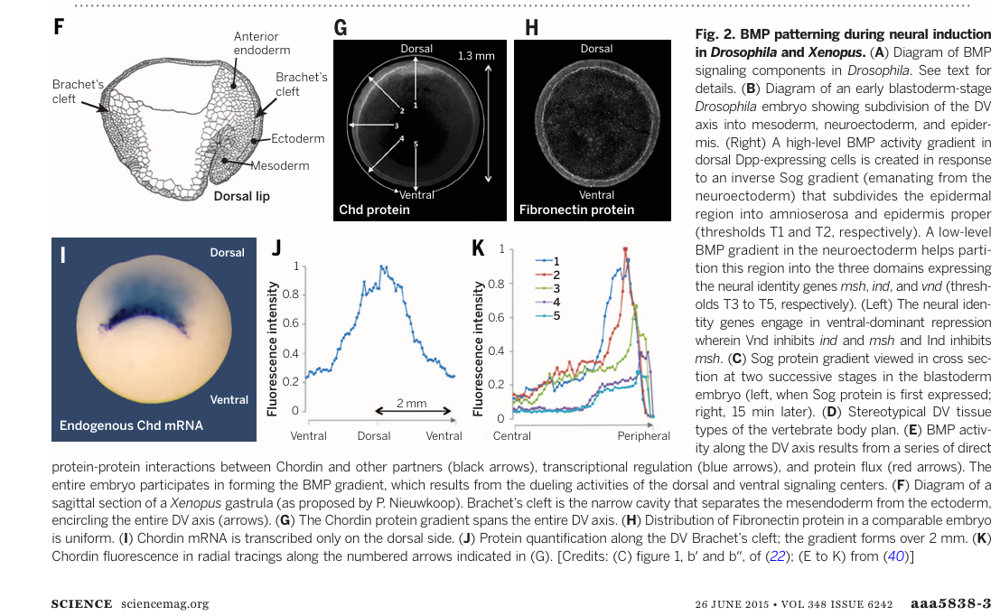 F
Anterior
endoderm
Brachet's
cleft
Brachet's
cleft
Ectoderm
Mesoderm
Dorsal lip
G
Dorsal
1.3 mm
1
2
3
4
5
Ventral
Chd protein
H
Dorsal
Ventral
Fibronectin protein
I
Dorsal
Ventral
Endogenous Chd mRNA
J
Fluorescence intensity
1
0.8
0.6
0.4
0.2
0
2 mm
Ventral Dorsal Ventral
K
Fluorescence intensity
1
0.8
0.6
0.4
0.2
0
1
2
3
4
5
Central Peripheral
Fig. 2. BMP patterning during neural induction
in Drosophila and Xenopus. (A) Diagram of BMP
signaling components in Drosophila. See text for
details. (B) Diagram of an early blastoderm-stage
Drosophila embryo showing subdivision of the DV
axis into mesoderm, neuroectoderm, and epider-
mis. (Right) A high-level BMP activity gradient in
dorsal Dpp-expressing cells is created in response
to an inverse Sog gradient (emanating from the
neuroectoderm) that subdivides the epidermal
region into amnioserosa and epidermis proper
(thresholds T1 and T2, respectively). A low-level
BMP gradient in the neuroectoderm helps parti-
tion this region into the three domains expressing
the neural identity genes msh, ind, and vnd (thresh-
olds T3 to T5, respectively). (Left) The neural iden-
tity genes engage in ventral-dominant repression
wherein Vnd inhibits ind and msh and Ind inhibits
msh. (C) Sog protein gradient viewed in cross sec-
tion at two successive stages in the blastoderm
embryo (left, when Sog protein is first expressed;
right, 15 min later). (D) Stereotypical DV tissue
types of the vertebrate body plan. (E) BMP activ-
ity along the DV axis results from a series of direct
protein-protein interactions between Chordin and other partners (black arrows), transcriptional regulation (blue arrows), and protein flux (red arrows). The
entire embryo participates in forming the BMP gradient, which results from the dueling activities of the dorsal and ventral signaling centers. (F) Diagram of a
sagittal section of a Xenopus gastrula (as proposed by P. Nieuwkoop). Brachet's cleft is the narrow cavity that separates the mesendoderm from the ectoderm,
encircling the entire DV axis (arrows). (G) The Chordin protein gradient spans the entire DV axis. (H) Distribution of Fibronectin protein in a comparable embryo
is uniform. (I) Chordin mRNA is transcribed only on the dorsal side. (J) Protein quantification along the DV Brachet's cleft; the gradient forms over 2 mm. (K)
Chordin fluorescence in radial tracings along the numbered arrows indicated in (G). [Credits: (C) figure 1, b′ and b″, of (22); (E to K) from (40)]
SCIENCE sciencemag.org
26 JUNE 2015 • VOL 348 ISSUE 6242 aaa5838-3